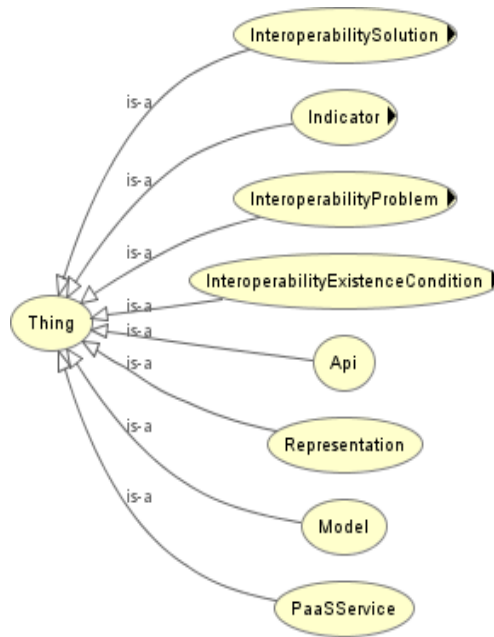 InteroperabilitySolution
is-a
Indicator
is-a
InteroperabilityProblem
is-a
InteroperabilityExistenceCondition
is-a
Thing
is-a
Api
is-a
Representation
is-a
Model
is-a
PaaSService